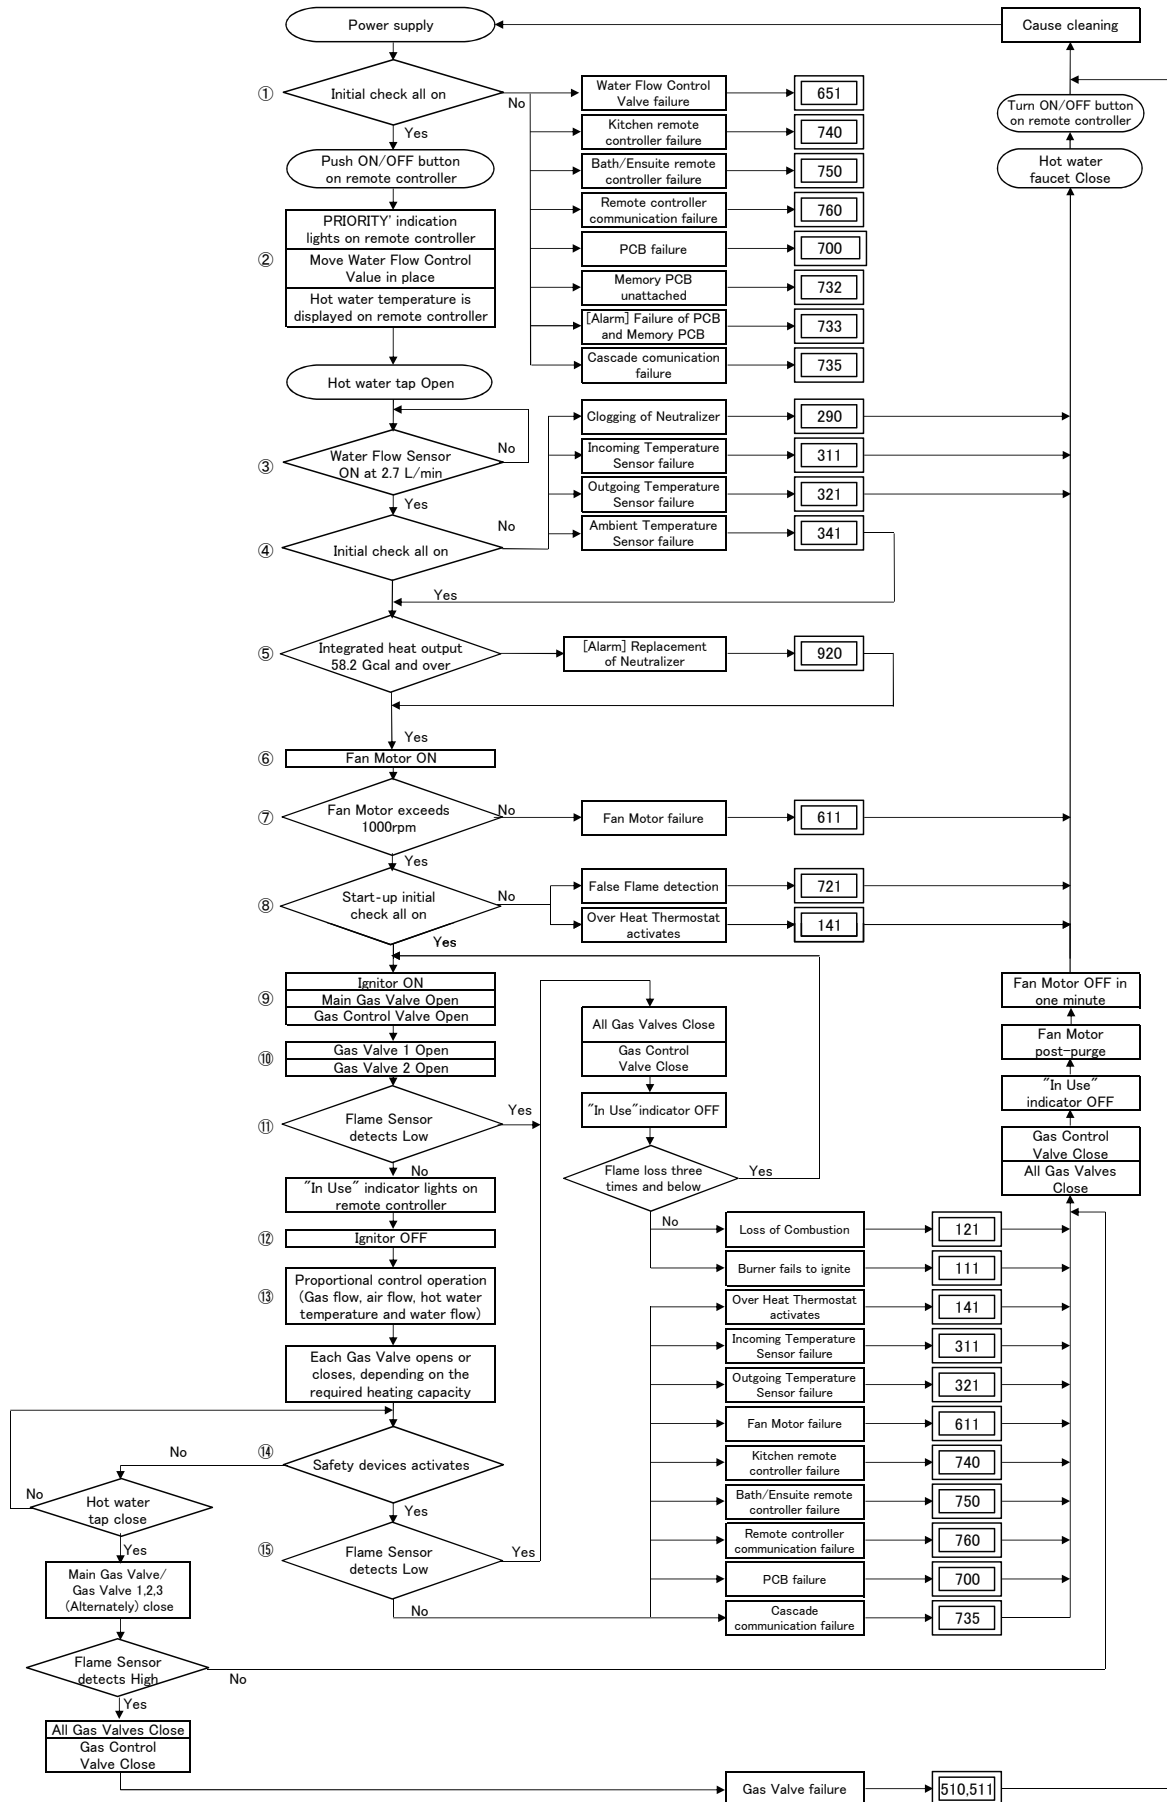 Power supply
Cause cleaning
①
Initial check all on
No
Yes
Water Flow Control
Valve failure
651
Kitchen remote
controller failure
740
Bath/Ensuite remote
controller failure
750
Remote controller
communication failure
760
PCB failure
700
Memory PCB
unattached
732
[Alarm] Failure of PCB
and Memory PCB
733
Cascade comunication
failure
735
Turn ON/OFF button
on remote controller
Hot water
faucet Close
Push ON/OFF button
on remote controller
②
PRIORITY' indication
lights on remote controller
Move Water Flow Control
Value in place
Hot water temperature is
displayed on remote controller
Hot water tap Open
③
Water Flow Sensor
ON at 2.7 L/min
No
Yes
④
Initial check all on
No
Yes
Clogging of Neutralizer
290
Incoming Temperature
Sensor failure
311
Outgoing Temperature
Sensor failure
321
Ambient Temperature
Sensor failure
341
⑤
Integrated heat output
58.2 Gcal and over
[Alarm] Replacement
of Neutralizer
920
Yes
⑥
Fan Motor ON
⑦
Fan Motor exceeds
1000rpm
No
Fan Motor failure
611
Yes
⑧
Start-up initial
check all on
No
False Flame detection
721
Over Heat Thermostat
activates
141
Yes
⑨
Ignitor ON
Main Gas Valve Open
Gas Control Valve Open
⑩
Gas Valve 1 Open
Gas Valve 2 Open
⑪
Flame Sensor
detects Low
Yes
No
All Gas Valves Close
Gas Control
Valve Close
"In Use"indicator OFF
Flame loss three
times and below
Yes
No
Fan Motor OFF in
one minute
Fan Motor
post-purge
"In Use"
indicator OFF
Gas Control
Valve Close
All Gas Valves
Close
"In Use" indicator lights on
remote controller
⑫
Ignitor OFF
⑬
Proportional control operation
(Gas flow, air flow, hot water
temperature and water flow)
Each Gas Valve opens or
closes, depending on the
required heating capacity
Loss of Combustion
121
Burner fails to ignite
111
Over Heat Thermostat
activates
141
Incoming Temperature
Sensor failure
311
Outgoing Temperature
Sensor failure
321
Fan Motor failure
611
Kitchen remote
controller failure
740
Bath/Ensuite remote
controller failure
750
Remote controller
communication failure
760
PCB failure
700
Cascade
communication failure
735
⑭
Safety devices activates
No
Yes
Hot water
tap close
No
Yes
⑮
Flame Sensor
detects Low
Yes
No
Main Gas Valve/
Gas Valve 1,2,3
(Alternately) close
Flame Sensor
detects High
No
Yes
All Gas Valves Close
Gas Control
Valve Close
Gas Valve failure
510,511